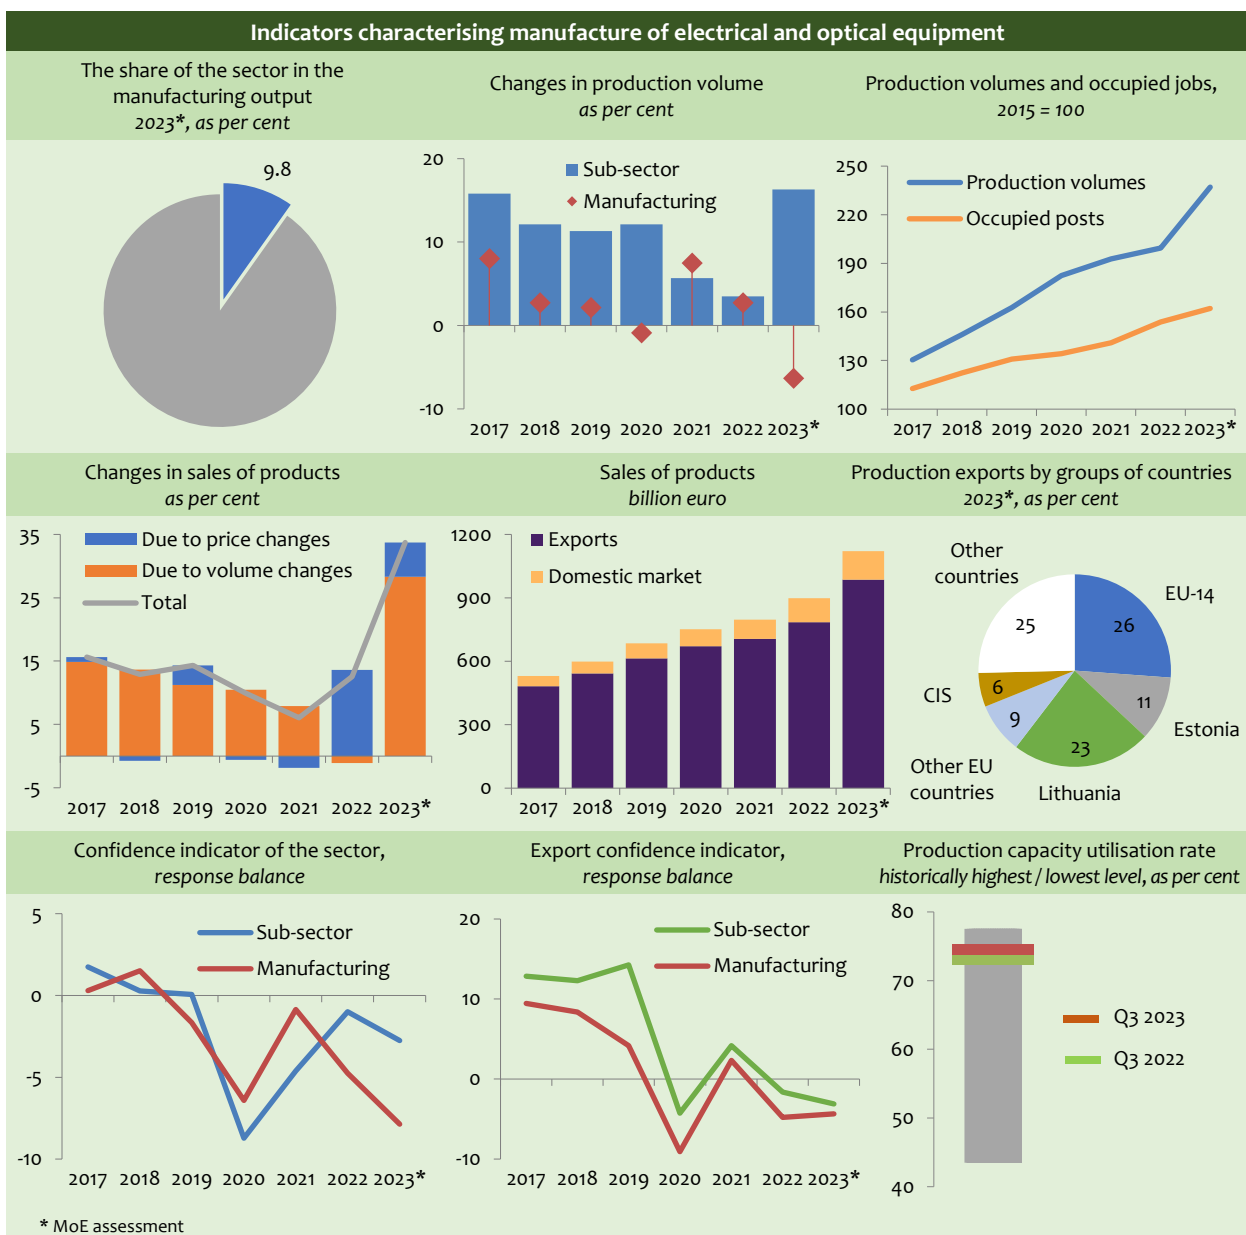 Indicators characterising manufacture of electrical and optical equipment
The share of the sector in the
manufacturing output
2023*, as per cent
Changes in production volume
as per cent
Production volumes and occupied jobs,
2015 = 100
9.8
20
10
0
-10
Sub-sector
Manufacturing
2017 2018 2019 2020 2021 2022 2023*
250
220
190
160
130
100
Production volumes
Occupied posts
2017 2018 2019 2020 2021 2022 2023*
Changes in sales of products
as per cent
Sales of products
billion euro
Production exports by groups of countries
2023*, as per cent
35
25
15
5
-5
Due to price changes
Due to volume changes
Total
2017 2018 2019 2020 2021 2022 2023*
1200
900
600
300
0
Exports
Domestic market
2017 2018 2019 2020 2021 2022 2023*
Other
countries
EU-14
25
26
CIS
6
11
9
Estonia
23
Other EU
countries
Lithuania
Confidence indicator of the sector,
response balance
Export confidence indicator,
response balance
Production capacity utilisation rate
historically highest / lowest level, as per cent
5
0
-5
-10
Sub-sector
Manufacturing
2017 2018 2019 2020 2021 2022 2023*
20
10
0
-10
Sub-sector
Manufacturing
2017 2018 2019 2020 2021 2022 2023*
80
70
60
50
40
Q3 2023
Q3 2022
* MoE assessment